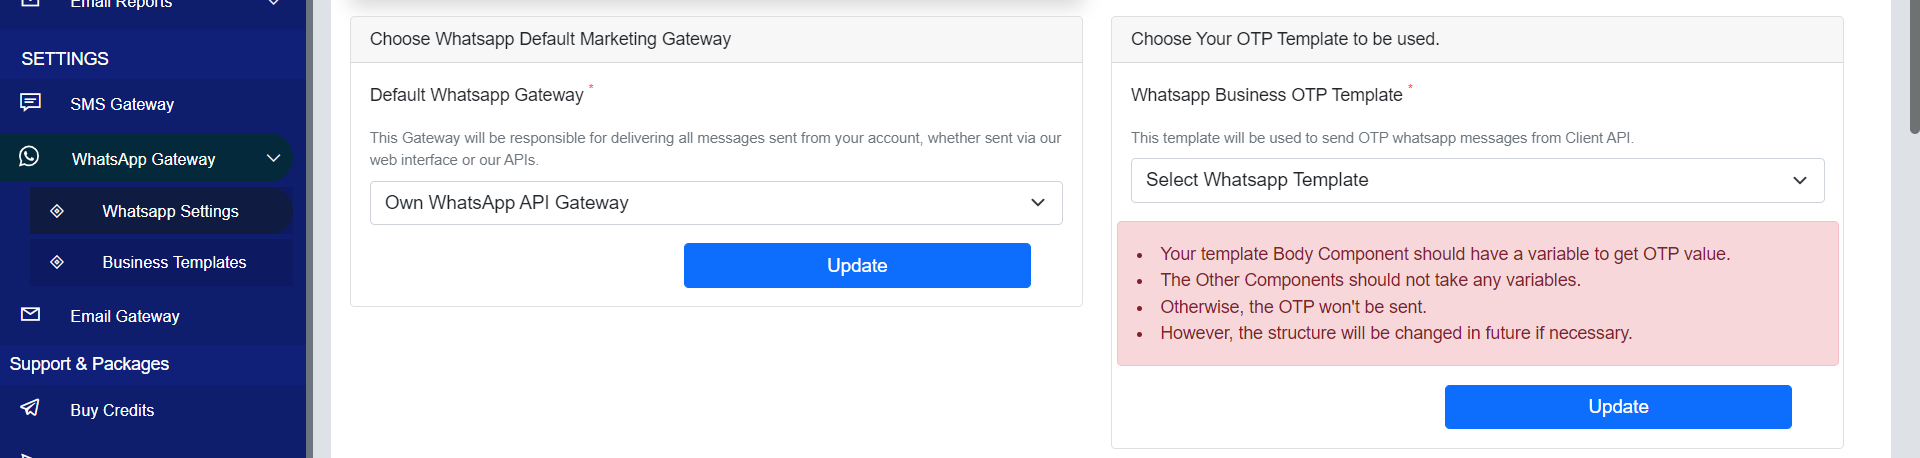 Email Reports
SETTINGS
SMS Gateway
WhatsApp Gateway
Whatsapp Settings
Business Templates
Email Gateway
Support & Packages
Buy Credits
Choose Whatsapp Default Marketing Gateway
Default Whatsapp Gateway *
This Gateway will be responsible for delivering all messages sent from your account, whether sent via our
web interface or our APIs.
Own WhatsApp API Gateway
Update
Choose Your OTP Template to be used.
Whatsapp Business OTP Template *
This template will be used to send OTP whatsapp messages from Client API.
Select Whatsapp Template
• Your template Body Component should have a variable to get OTP value.
• The Other Components should not take any variables.
• Otherwise, the OTP won't be sent.
• However, the structure will be changed in future if necessary.
Update